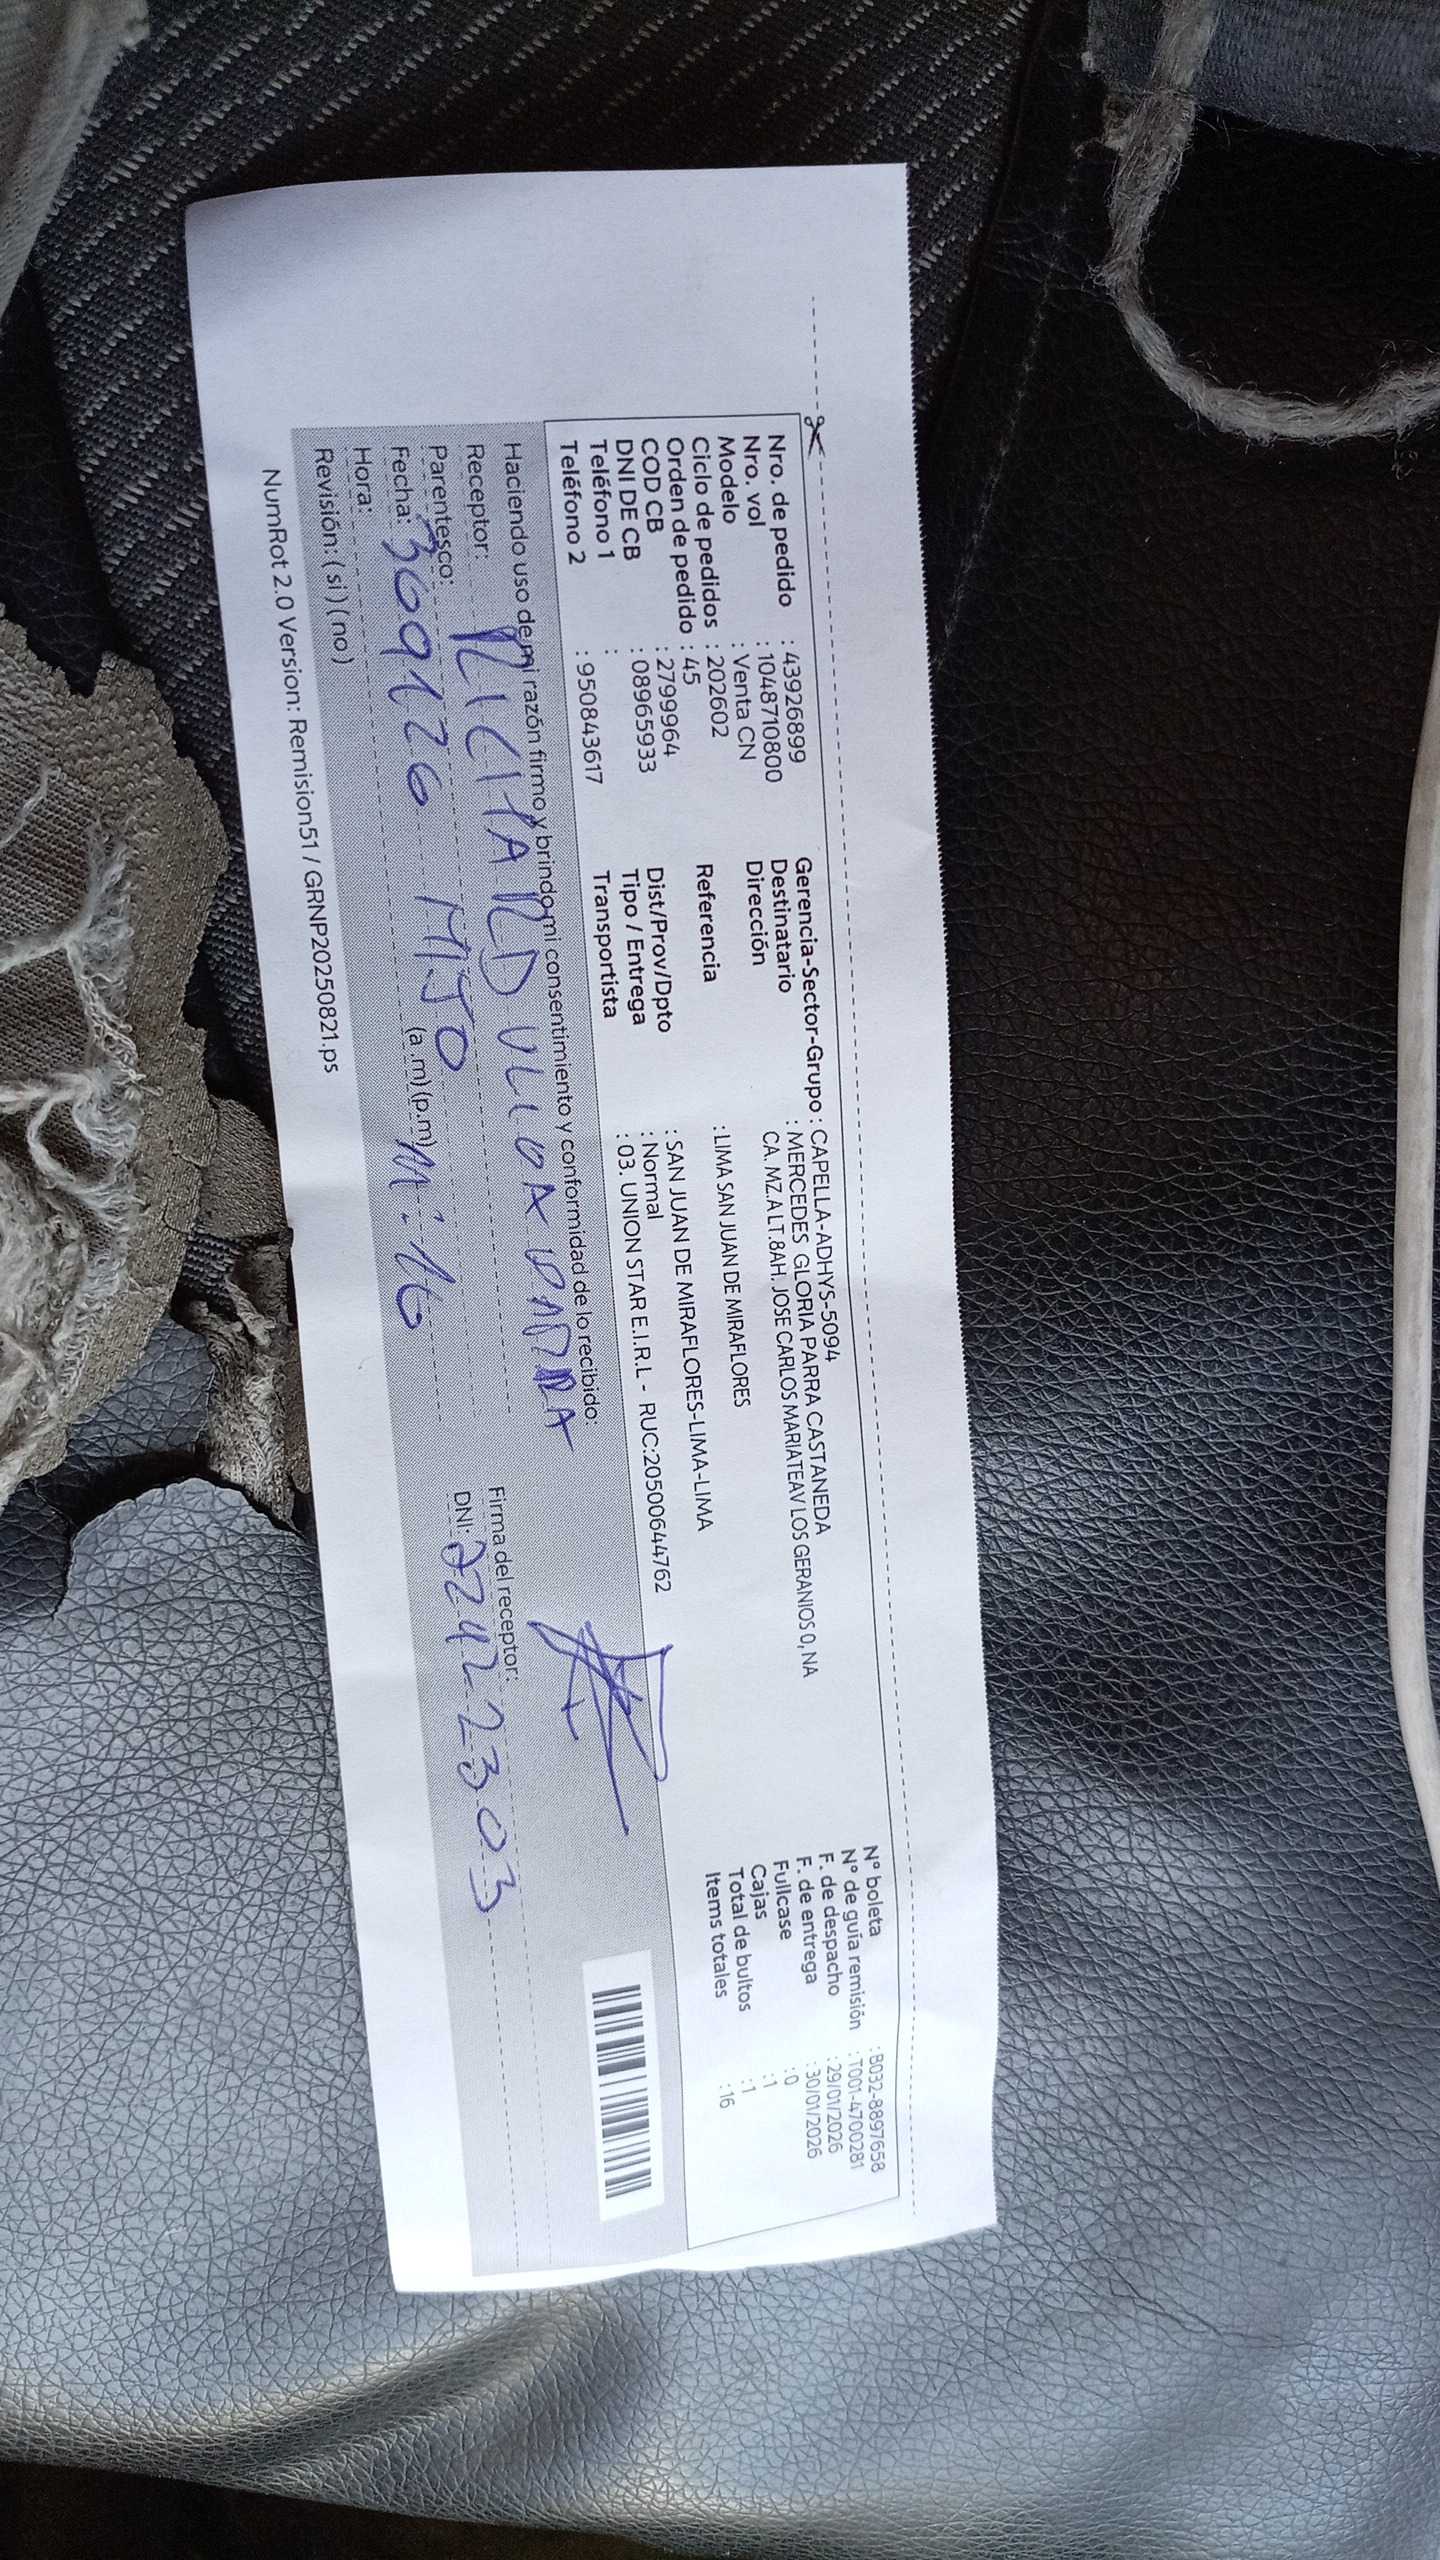 Nro. de pedido : 43926899
Nro. vol : 1048710800
Modelo : Venta CN
Ciclo de pedidos : 202602
Orden de pedido : 45
COD CB : 2799964
DNI DE CB : 08965933
Teléfono 1 :
Teléfono 2 : 950843617
Gerencia-Sector-Grupo : CAPELLA-ADHYS-5094
Destinatario : MERCEDES GLORIA PARRA CASTANEDA
Dirección CA. MZ.A LT.8AH. JOSE CARLOS MARIATEAV LOS GERANIOS 0, NA
Referencia : LIMA SAN JUAN DE MIRAFLORES
Dist/Prov/Dpto : SAN JUAN DE MIRAFLORES-LIMA-LIMA
Tipo / Entrega : Normal
Transportista : 03. UNION STAR E.I.R.L - RUC:20500644762
N° boleta : B032-8897658
N° de guía remisión : T001-4700281
F. de despacho : 29/01/2026
F. de entrega : 30/01/2026
Fullcase : 0
Cajas : 1
Total de bultos : 1
Items totales : 16
Haciendo uso de mi razón firmo y brindo mi consentimiento y conformidad de lo recibido:
Receptor: RICHARD ULLOA PARRA
Firma del receptor:
Parentesco: HIJO
DNI: 72422303
Fecha: 300126
Hora: (a.m) (p.m)
Revisión: ( si ) ( no )
NumRot 2.0 Version: Remision51 / GRNP20250821.ps